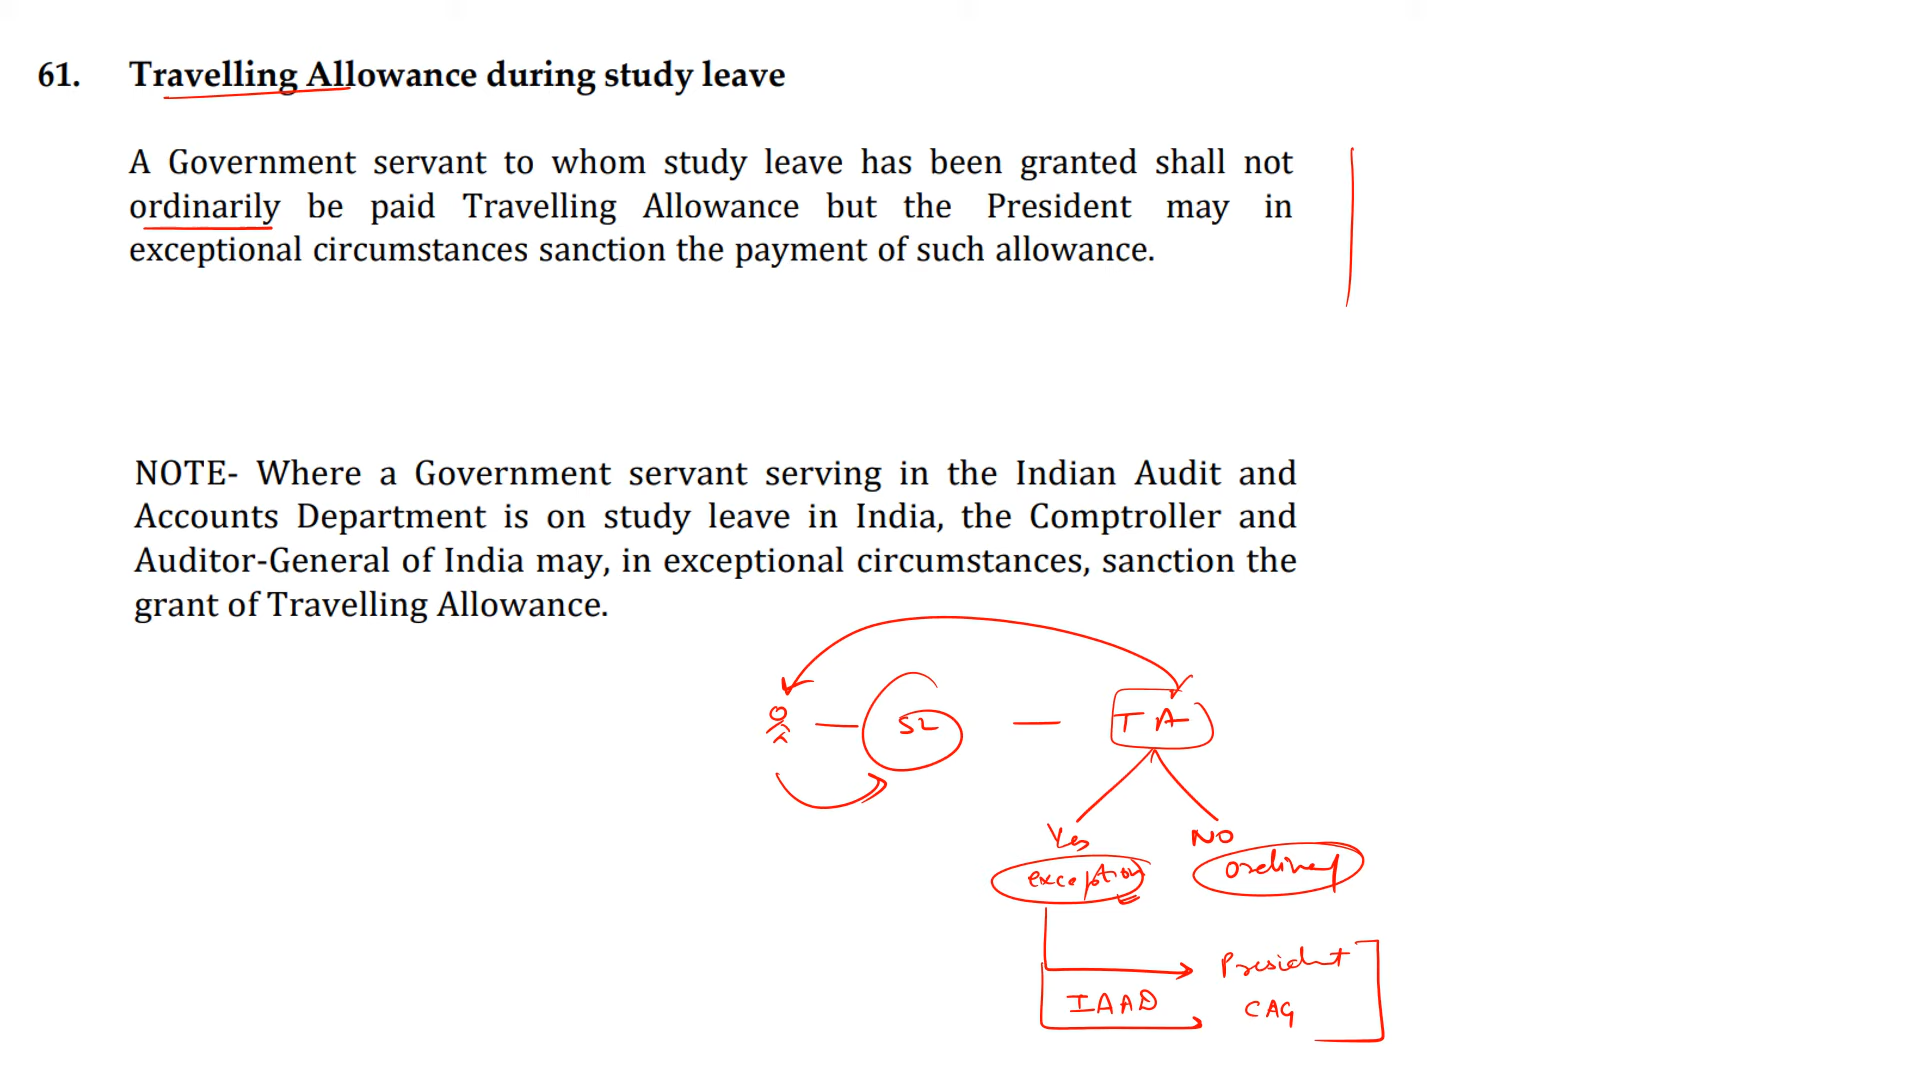 61. Travelling Allowance during study leave
A Government servant to whom study leave has been granted shall not
ordinarily be paid Travelling Allowance but the President may in
exceptional circumstances sanction the payment of such allowance.
NOTE- Where a Government servant serving in the Indian Audit and
Accounts Department is on study leave in India, the Comptroller and
Auditor-General of India may, in exceptional circumstances, sanction the
grant of Travelling Allowance.
SL TA
Yes NO
exception
President
IAAD CAG